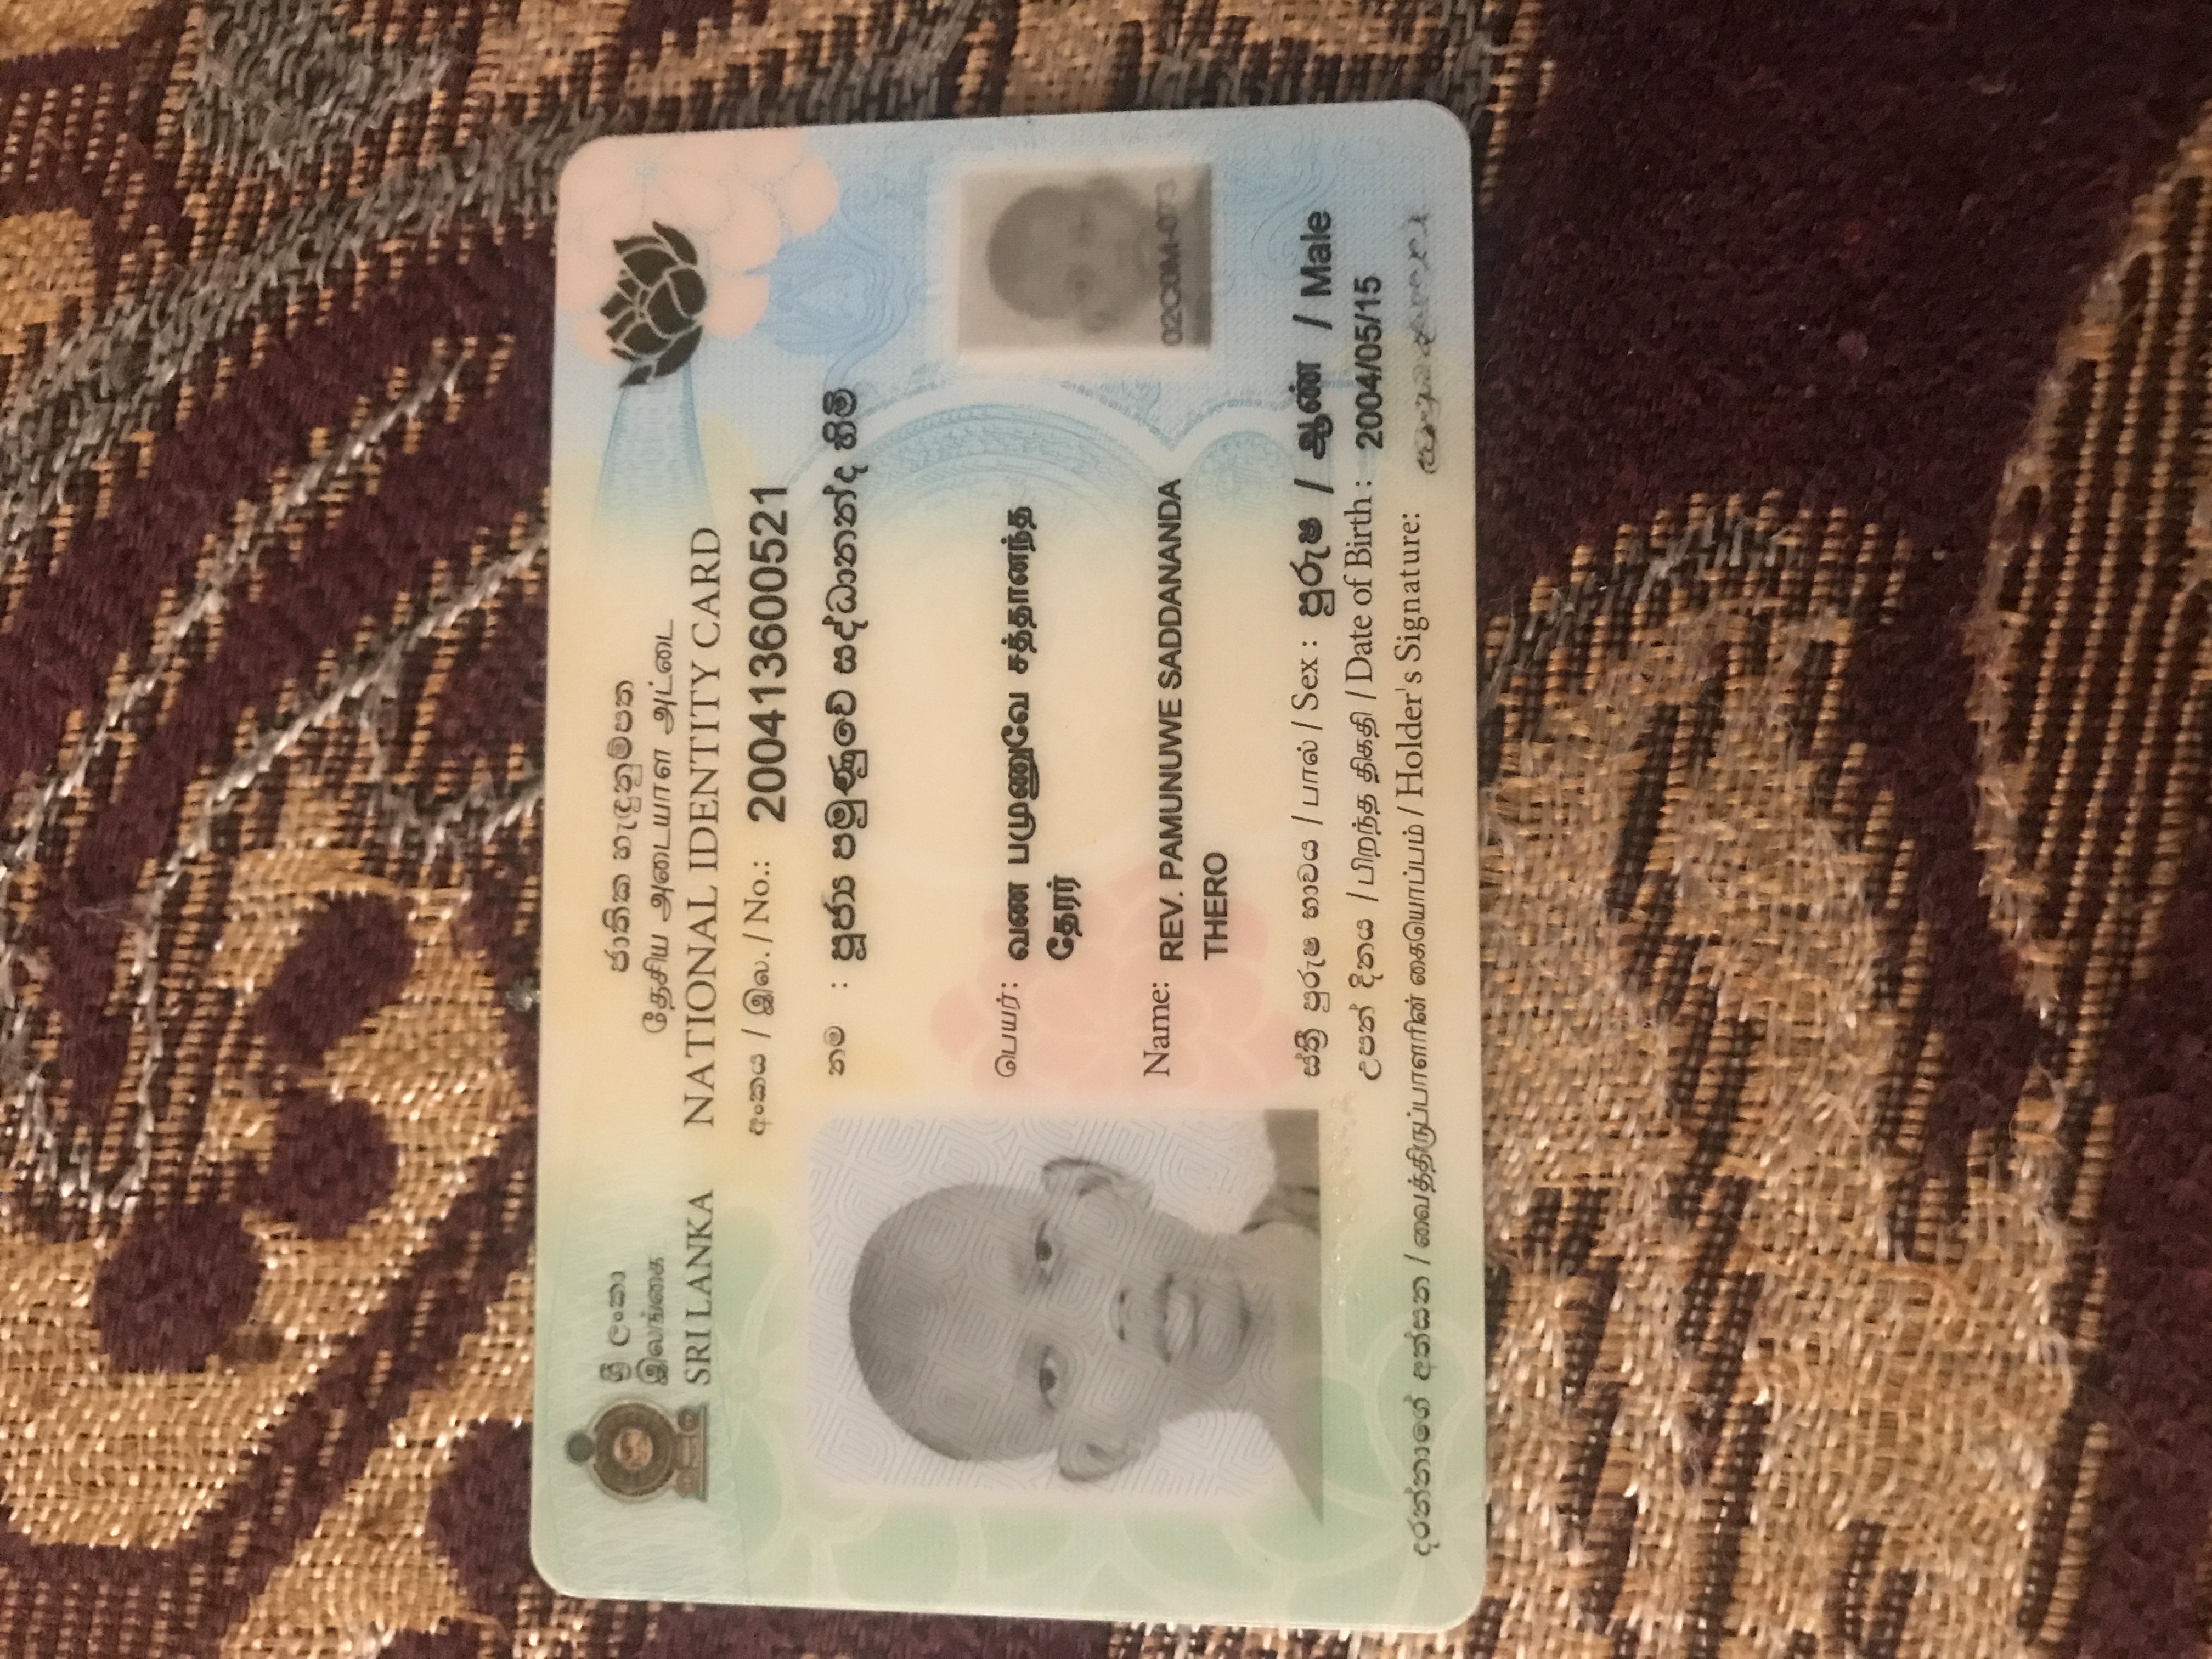 ශ්‍රී ලංකා
இலங்கை
SRI LANKA
ජාතික හැඳුනුම්පත
தேசிய அடையாள அட்டை
NATIONAL IDENTITY CARD
අංකය / இல. / No.: 200413600521
නම : පූජ්‍ය පමුණුවේ සද්ධානන්ද හිමි
பெயர்: வண பமுணுவே சத்தானந்த
தேரர்
Name: REV. PAMUNUWE SADDANANDA
THERO
02C0M-073
ස්ත්‍රී පුරුෂ භාවය / பால் / Sex : පුරුෂ / ஆண் / Male
උපන් දිනය / பிறந்த திகதி / Date of Birth : 2004/05/15
දරන්නාගේ අත්සන / வைத்திருப்பாளரின் கையொப்பம் / Holder's Signature: